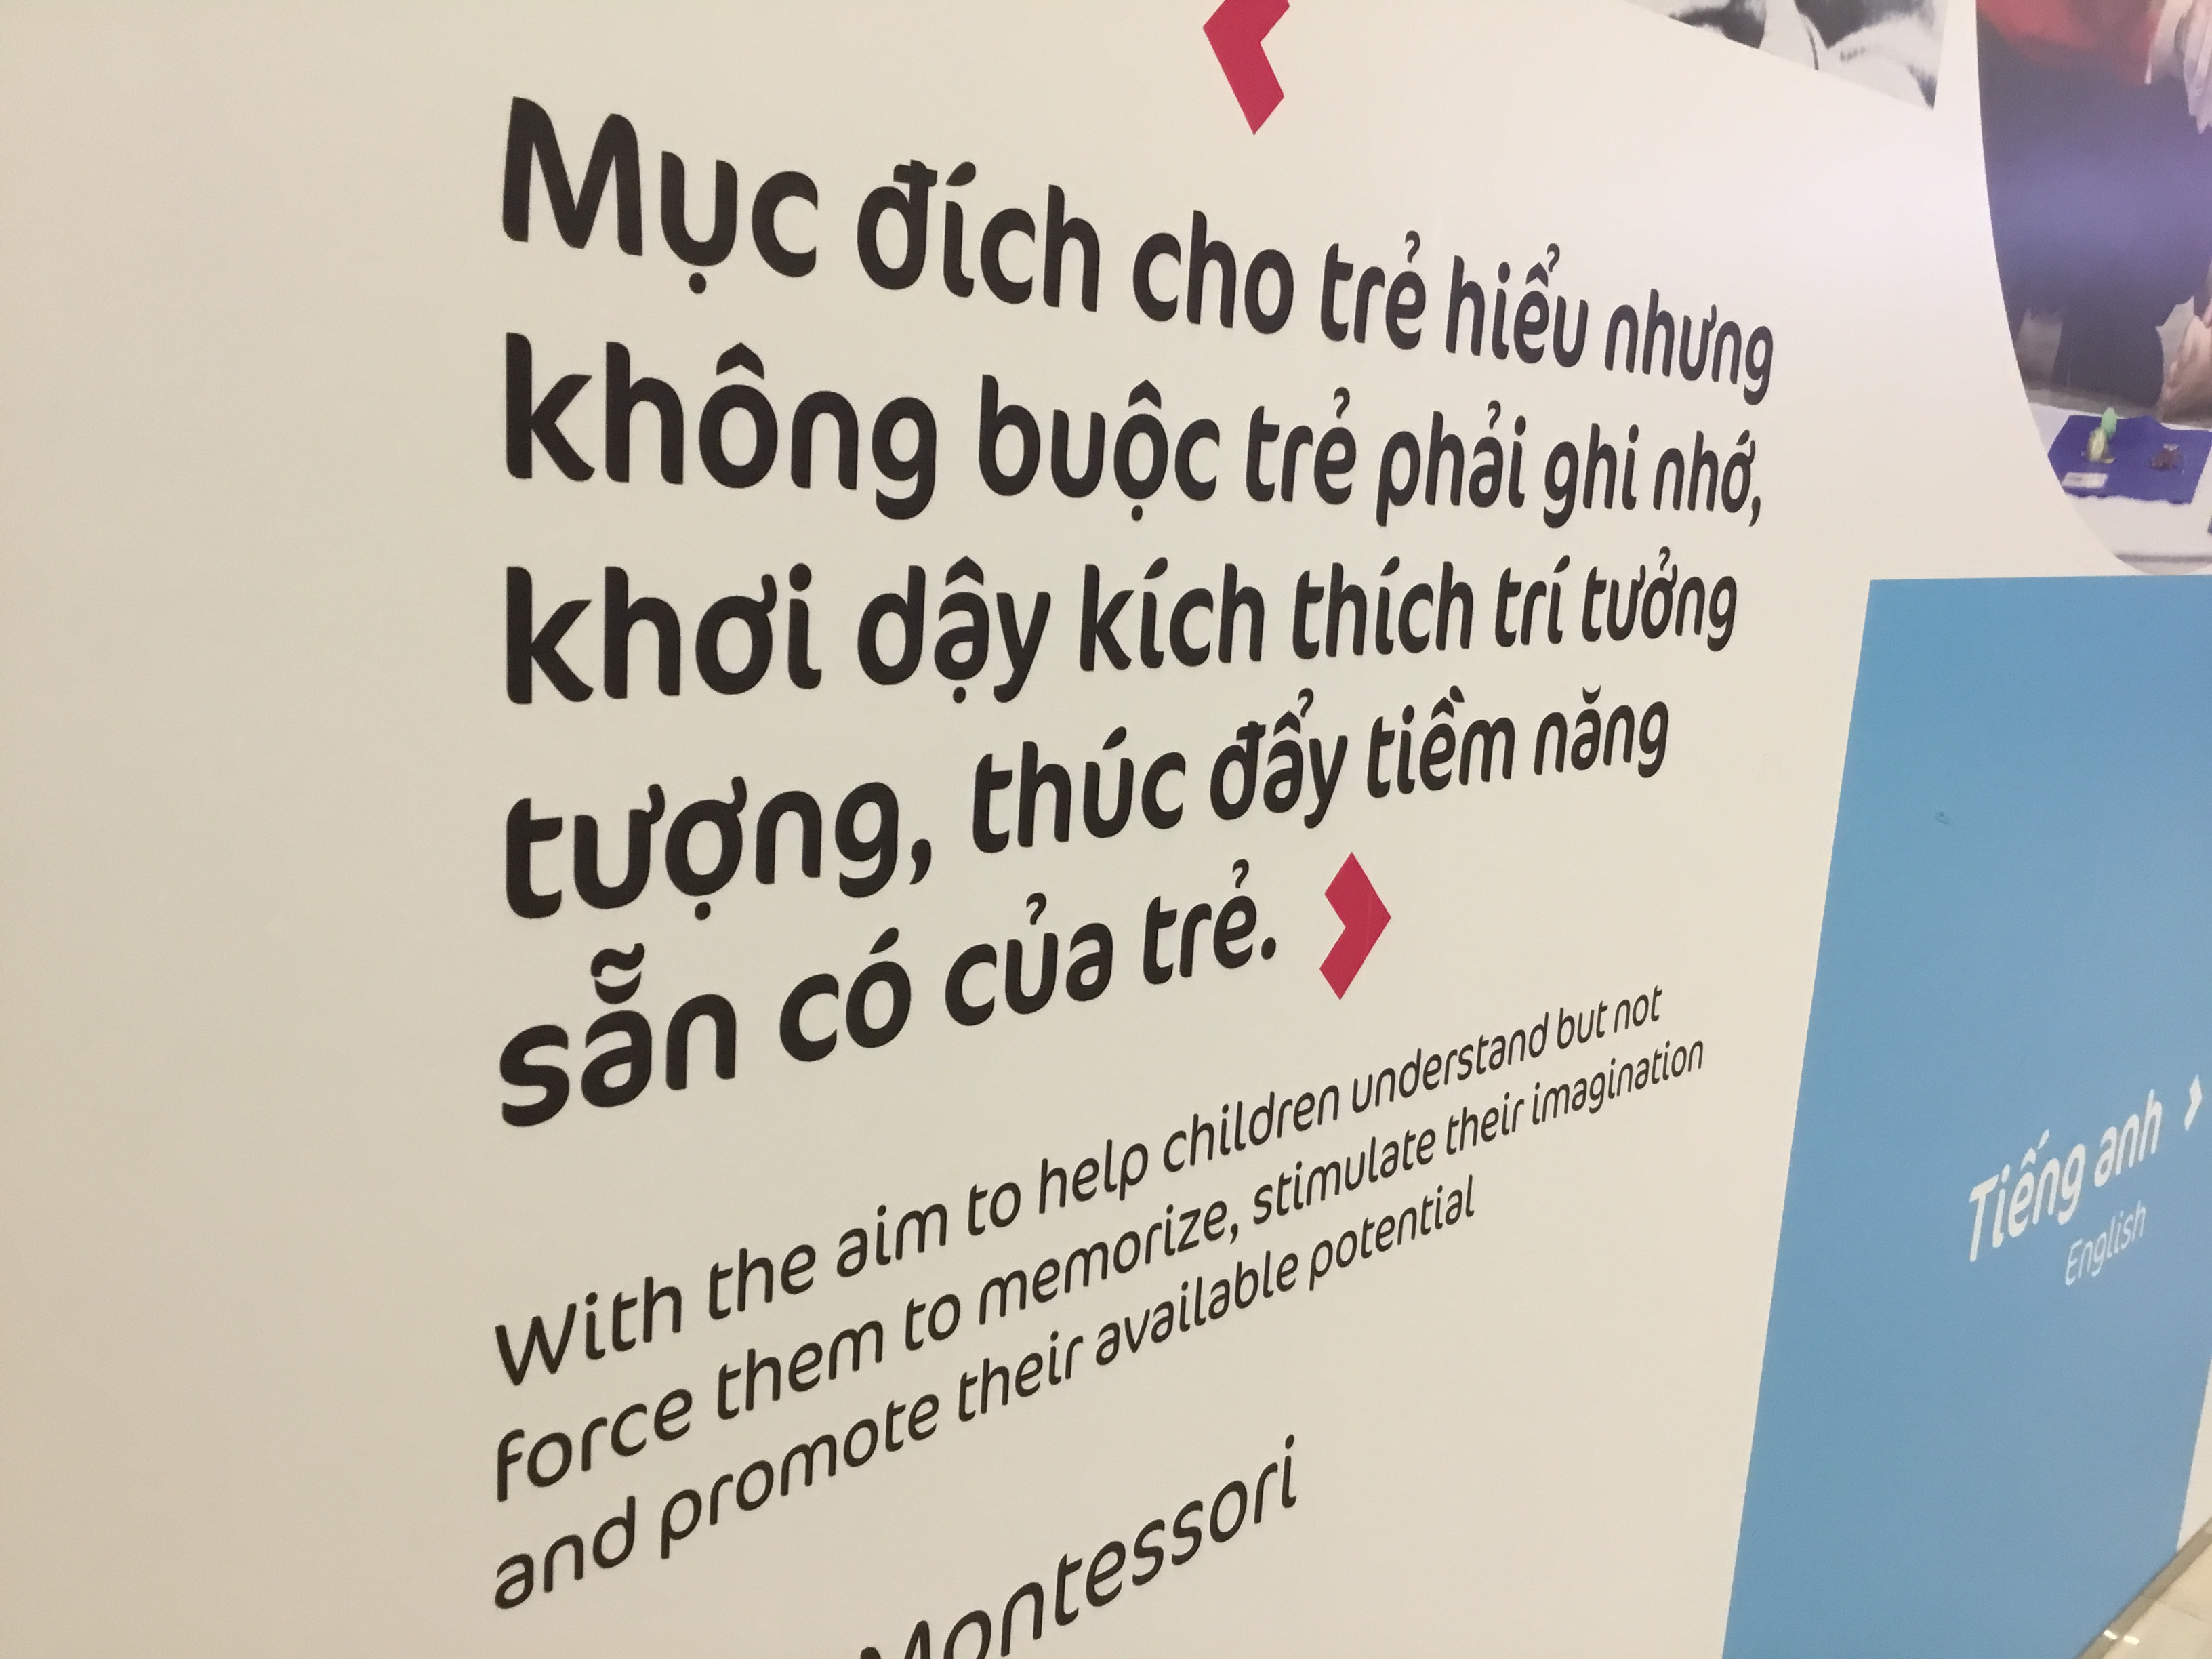 Mục đích cho trẻ hiểu nhưng
không buộc trẻ phải ghi nhớ,
khơi dậy kích thích trí tưởng
tượng, thúc đẩy tiềm năng
sẵn có của trẻ.
With the aim to help children understand but not
force them to memorize, stimulate their imagination
and promote their available potential
Montessori
Tiếng anh
English